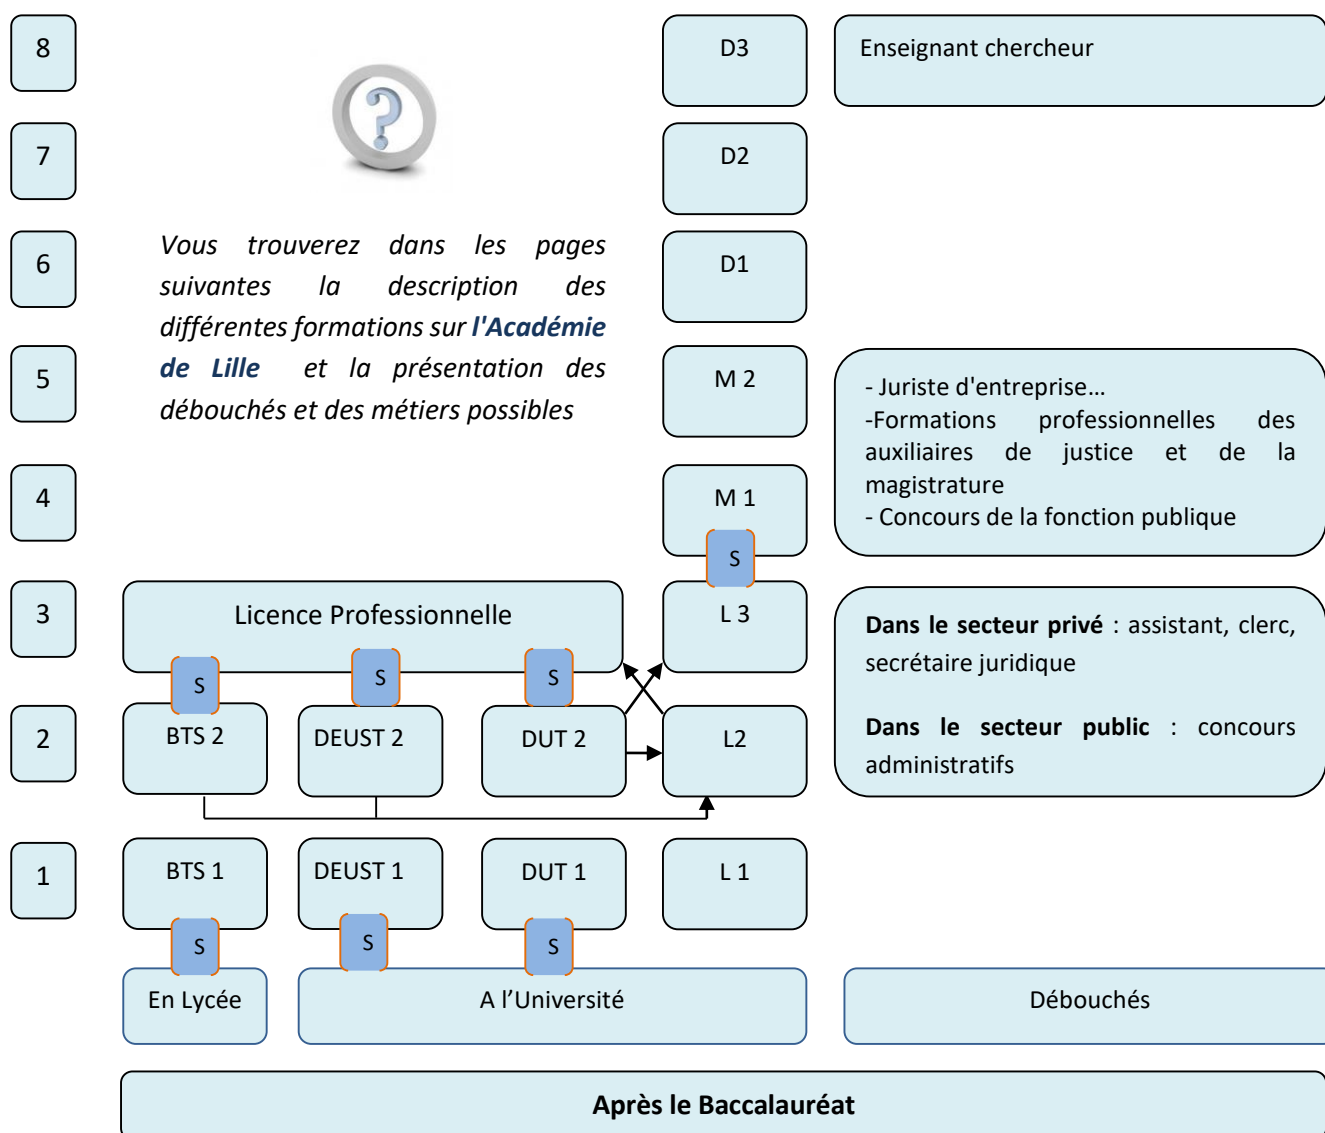 8
D3
Enseignant chercheur
7
D2
Vous trouverez dans les pages
suivantes la description des
différentes formations sur l'Académie
de Lille et la présentation des
débouchés et des métiers possibles
6
D1
5
M 2
- Juriste d'entreprise…
-Formations professionnelles des
auxiliaires de justice et de la
magistrature
- Concours de la fonction publique
4
M 1
S
3
Licence Professionnelle
L 3
Dans le secteur privé : assistant, clerc,
secrétaire juridique
Dans le secteur public : concours
administratifs
S
S
S
2
BTS 2
DEUST 2
DUT 2
L2
1
BTS 1
DEUST 1
DUT 1
L 1
S
S
S
En Lycée
A l’Université
Débouchés
Après le Baccalauréat